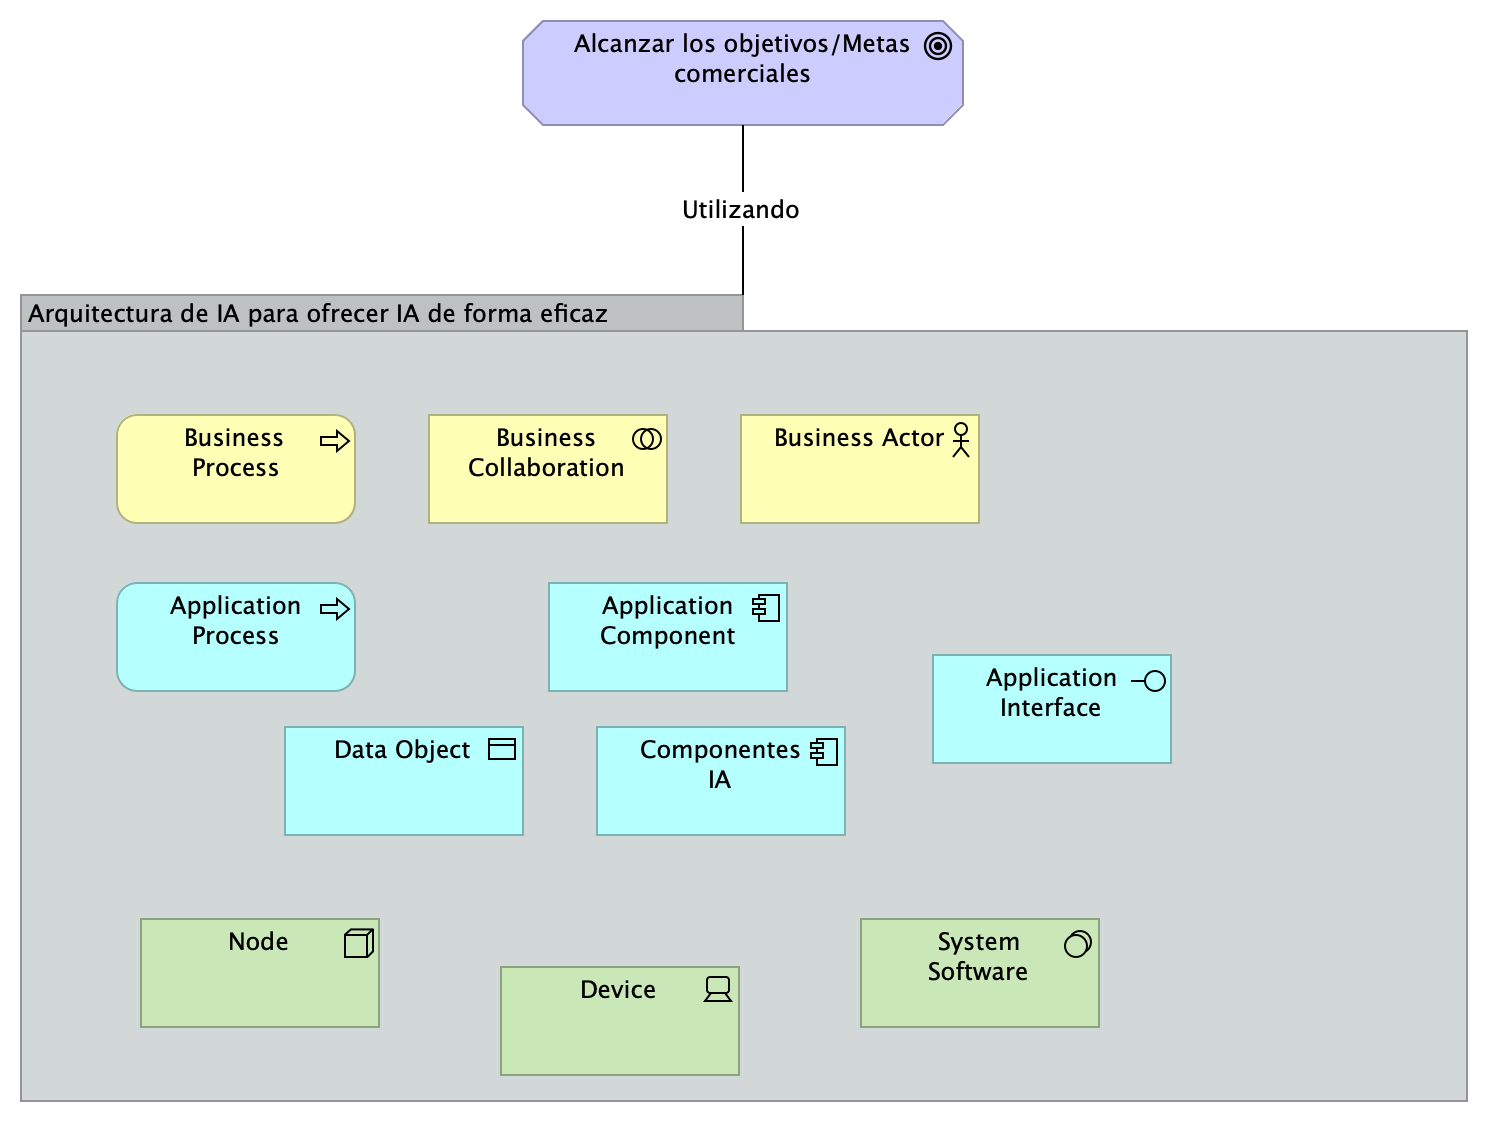 Alcanzar los objetivos/Metas
comerciales
Utilizando
Arquitectura de IA para ofrecer IA de forma eficaz
Business
Process
Business
Collaboration
Business Actor
Application
Process
Application
Component
Application
Interface
Data Object
Componentes
IA
Node
Device
System
Software